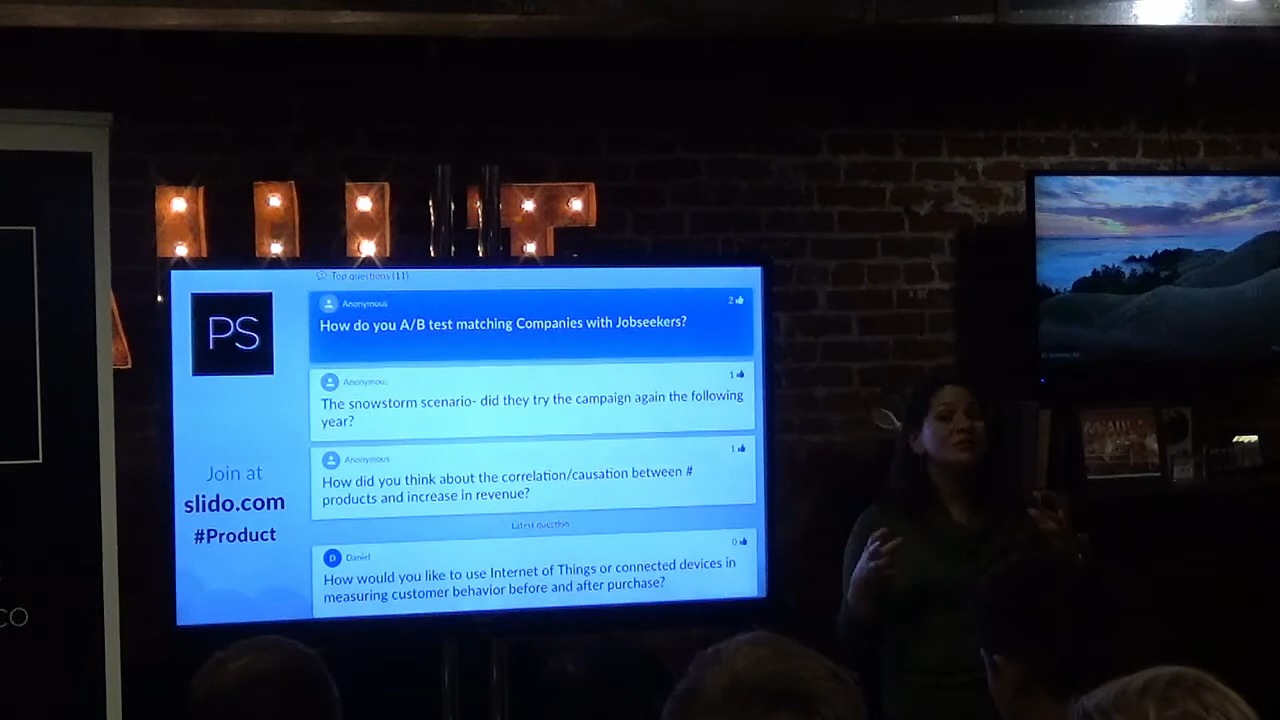 Top questions (11)
PS
Anonymous
2
How do you A/B test matching Companies with Jobseekers?
Anonymous
1
The snowstorm scenario- did they try the campaign again the following
year?
Anonymous
1
How did you think about the correlation/causation between #
products and increase in revenue?
Join at
slido.com
#Product
Latest question
D
Daniel
0
How would you like to use Internet of Things or connected devices in
measuring customer behavior before and after purchase?
CO